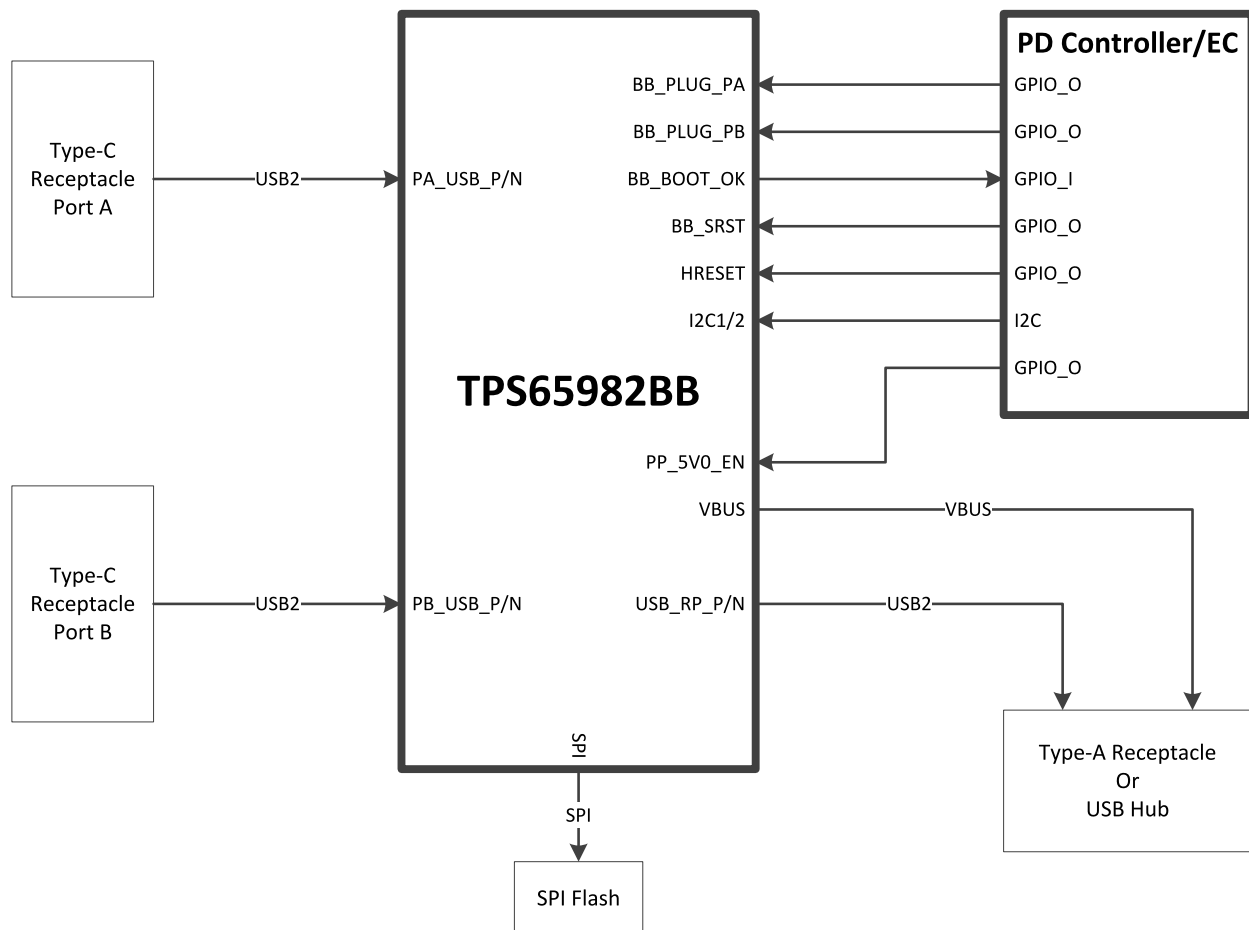 PD Controller/EC
BB_PLUG_PA
GPIO_O
BB_PLUG_PB
GPIO_O
Type-C
Receptacle
Port A
USB2
PA_USB_P/N
BB_BOOT_OK
GPIO_I
BB_SRST
GPIO_O
HRESET
GPIO_O
I2C1/2
I2C
GPIO_O
TPS65982BB
PP_5V0_EN
VBUS
VBUS
Type-C
Receptacle
Port B
USB2
PB_USB_P/N
USB_RP_P/N
USB2
SPI
SPI
Type-A Receptacle
Or
USB Hub
SPI Flash